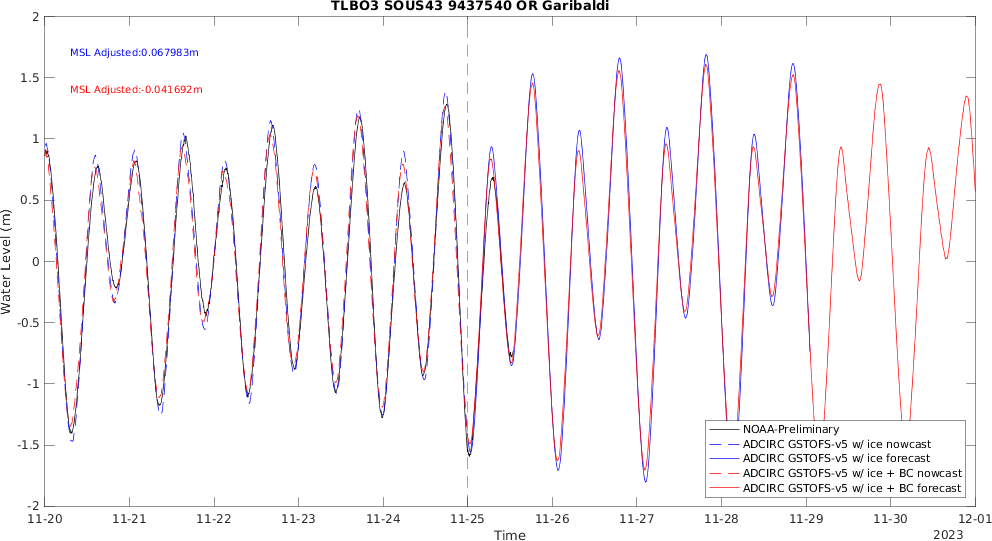 TLBO3 SOUS43 9437540 OR Garibaldi
2
1.5
1
0.5
0
-0.5
-1
-1.5
-2
Water Level (m)
MSL Adjusted:0.067983m
MSL Adjusted:-0.041692m
NOAA-Preliminary
ADCIRC GSTOFS-v5 w/ ice nowcast
ADCIRC GSTOFS-v5 w/ ice forecast
ADCIRC GSTOFS-v5 w/ ice + BC nowcast
ADCIRC GSTOFS-v5 w/ ice + BC forecast
11-20 11-21 11-22 11-23 11-24 11-25 11-26 11-27 11-28 11-29 11-30 12-01
Time
2023